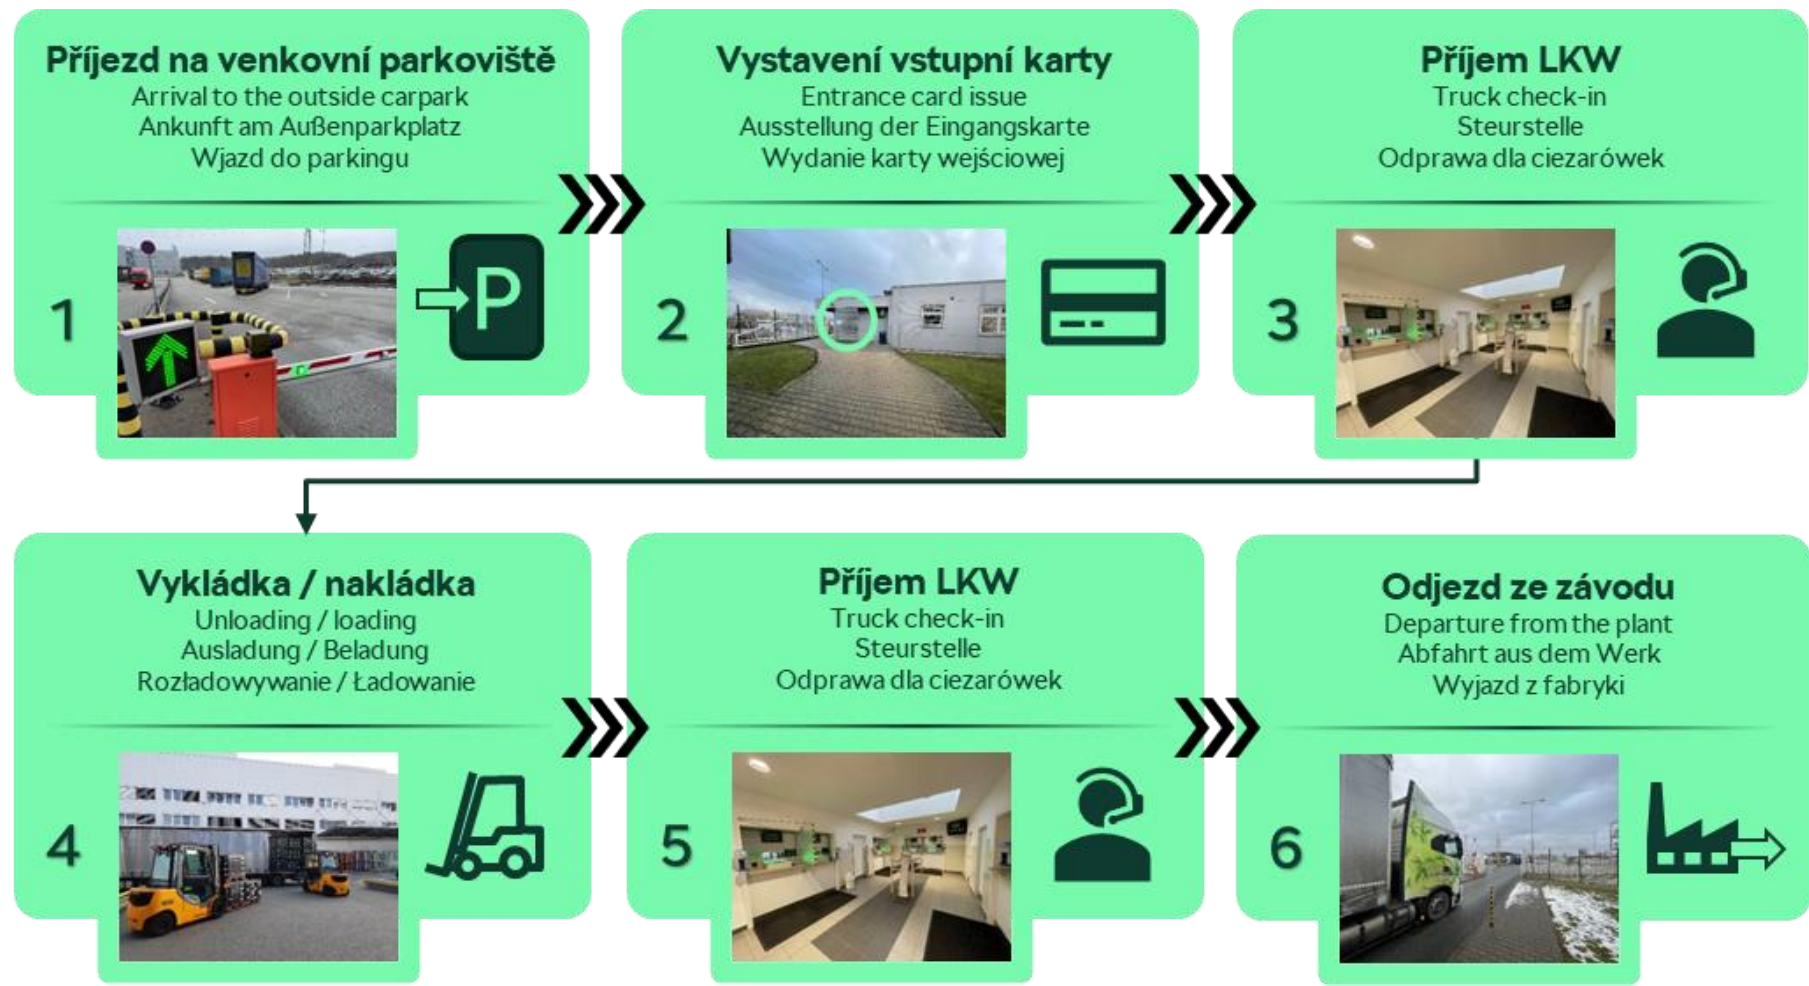 Příjezd na venkovní parkoviště
Arrival to the outside carpark
Ankunft am Außenparkplatz
Wjazd do parkingu
1
P
Vystavení vstupní karty
Entrance card issue
Ausstellung der Eingangskarte
Wydanie karty wejściowej
2
Příjem LKW
Truck check-in
Steurstelle
Odprawa dla ciezarówek
3
Vykládka / nakládka
Unloading / loading
Ausladung / Beladung
Rozładowywanie / Ładowanie
4
Příjem LKW
Truck check-in
Steurstelle
Odprawa dla ciezarówek
5
Odjezd ze závodu
Departure from the plant
Abfahrt aus dem Werk
Wyjazd z fabryki
6